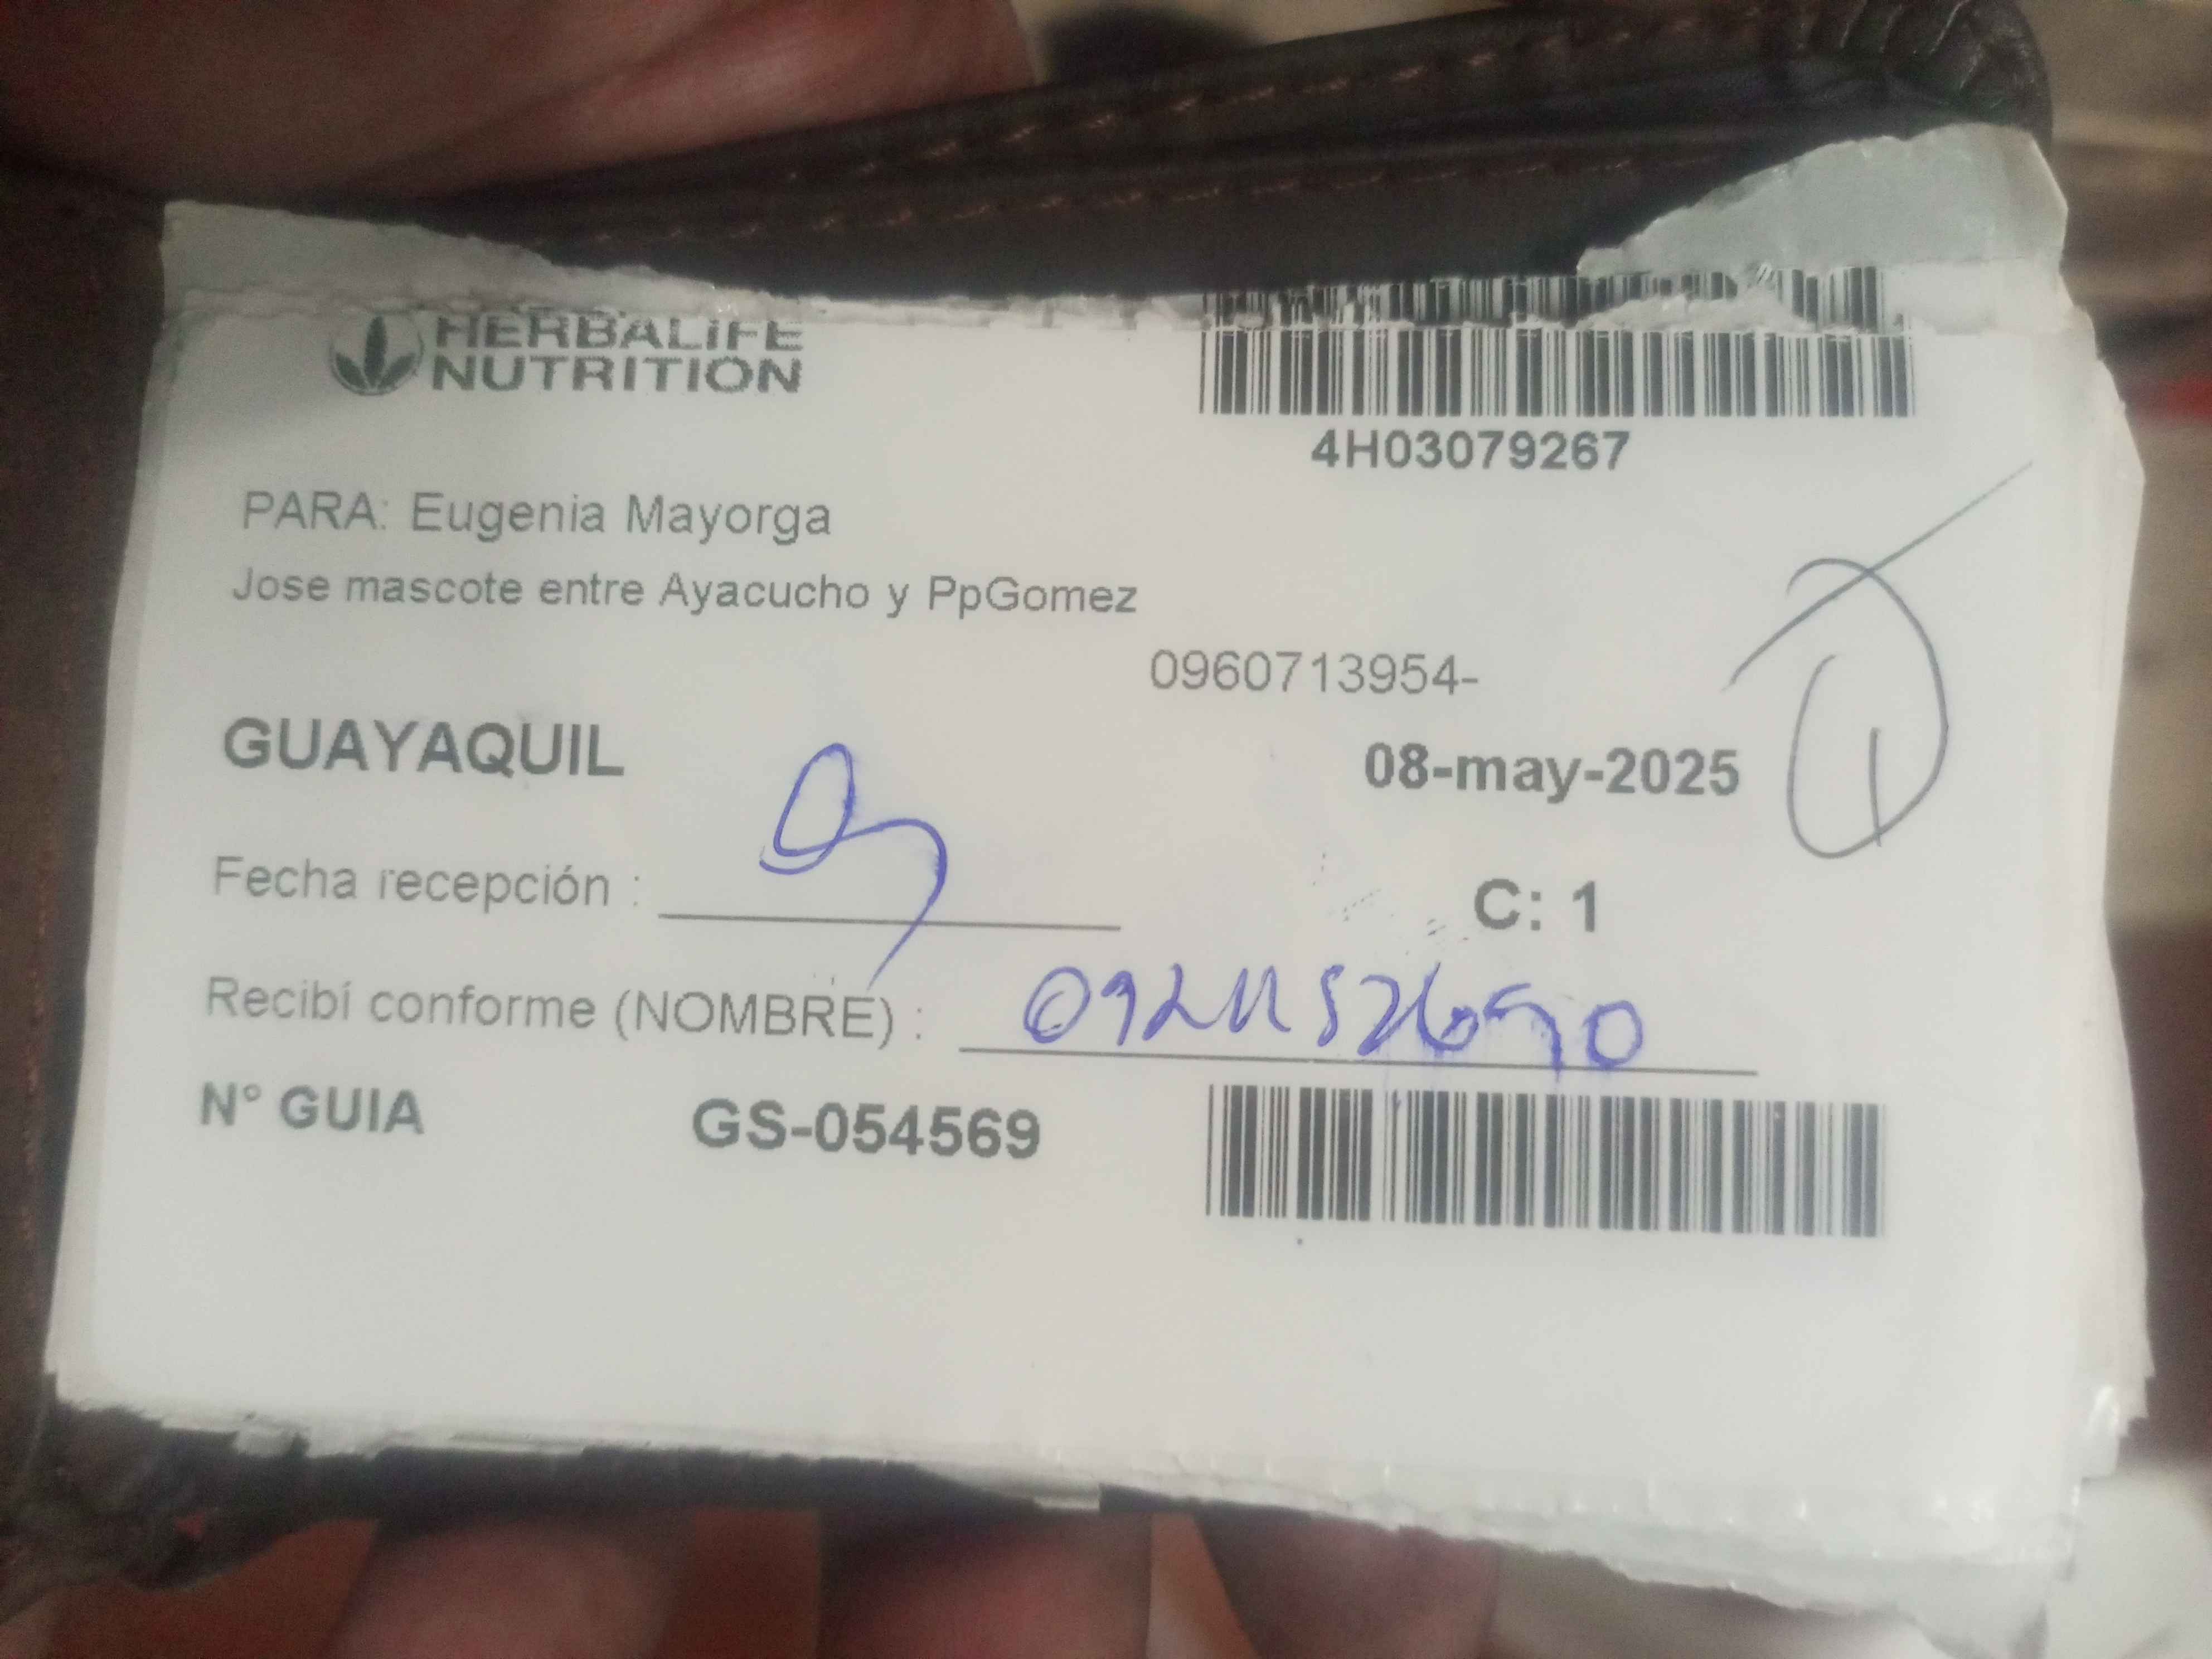 HERBALIFE
NUTRITION
4H03079267
PARA: Eugenia Mayorga
Jose mascote entre Ayacucho y PpGomez
0960713954-
GUAYAQUIL
08-may-2025
Fecha recepción :
C: 1
Recibí conforme (NOMBRE) :
N° GUIA
GS-054569